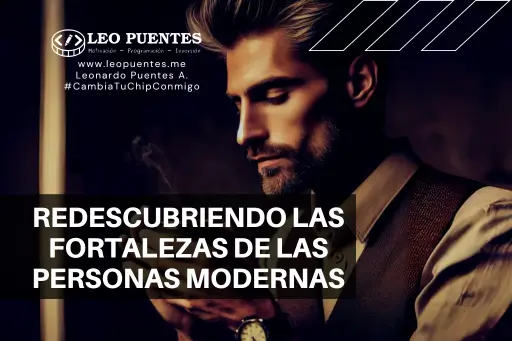 LEO PUENTES
Motivación – Programación – Inversión
www.leopuentes.me
Leonardo Puentes A.
#CambiaTuChipConmigo
REDESCUBRIENDO LAS
FORTALEZAS DE LAS
PERSONAS MODERNAS